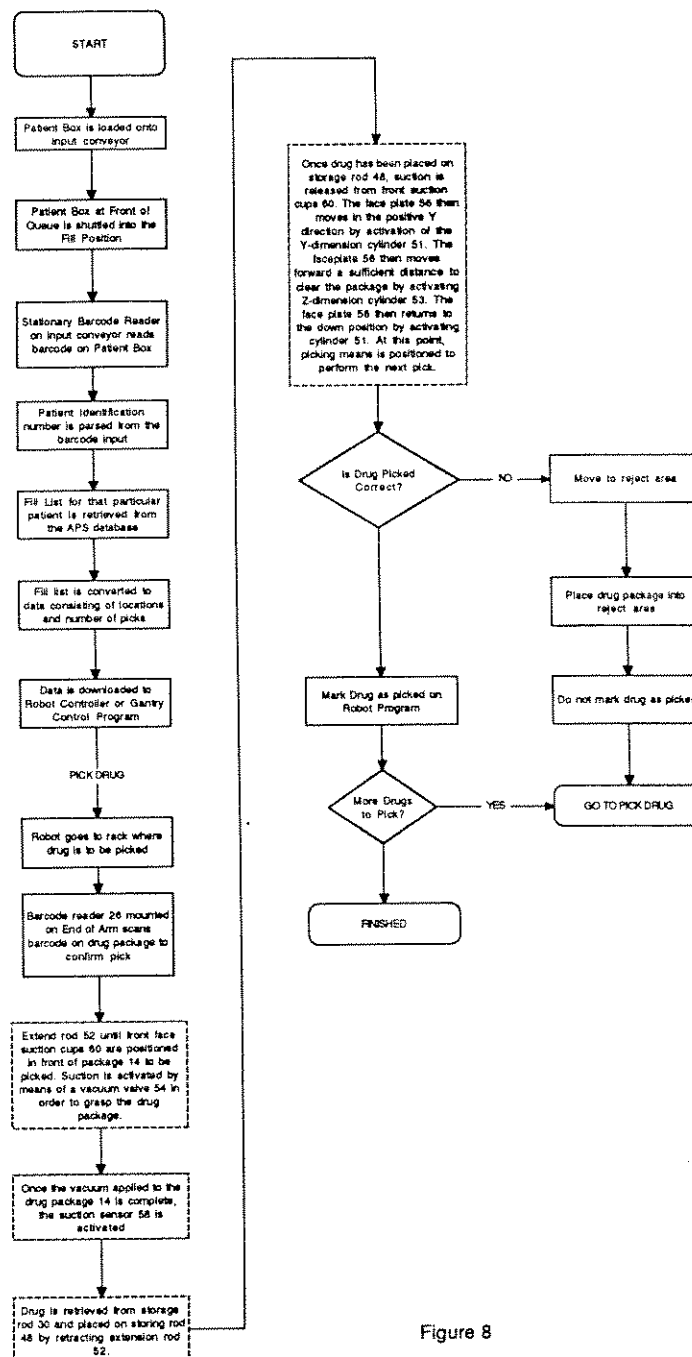 START
Patient Box is loaded onto
input conveyor
Patient Box at Front of
Queue is shuttled into the
Fill Position
Stationary Barcode Reader
on input conveyor reads
barcode on Patient Box
Patient Identification
number is parsed from the
barcode input
Fill List for that particular
patient is retrieved from
the APS database
Fill list is converted to
data consisting of locations
and number of picks
Data is downloaded to
Robot Controller or Gantry
Control Program
PICK DRUG
Robot goes to rack where
drug is to be picked
Barcode reader 26 mounted
on End of Arm scans
barcode on drug package to
confirm pick
Extend rod 52 until front face
suction cups 60 are positioned
in front of package 14 to be
picked. Suction is activated by
means of a vacuum valve 54 in
order to grasp the drug
package.
Once the vacuum applied to the
drug package 14 is complete,
the suction sensor 58 is
activated
Drug is retrieved from storage
rod 30 and placed on storing rod
48 by retracting extension rod
52.
Once drug has been placed on
storage rod 48, suction is
released from front suction
cups 60. The face plate 56 then
moves in the positive Y
direction by activation of the
Y-dimension cylinder 51. The
faceplate 56 then moves
forward a sufficient distance to
clear the package by activating
Z-dimension cylinder 53. The
face plate 56 then returns to
the down position by activating
cylinder 51. At this point,
picking means is positioned to
perform the next pick.
Is Drug Picked
Correct?
NO
Move to reject area
Place drug package into
reject area
Do not mark drug as picked
Mark Drug as picked on
Robot Program
More Drugs
to Pick?
YES
GO TO PICK DRUG
FINISHED
Figure 8